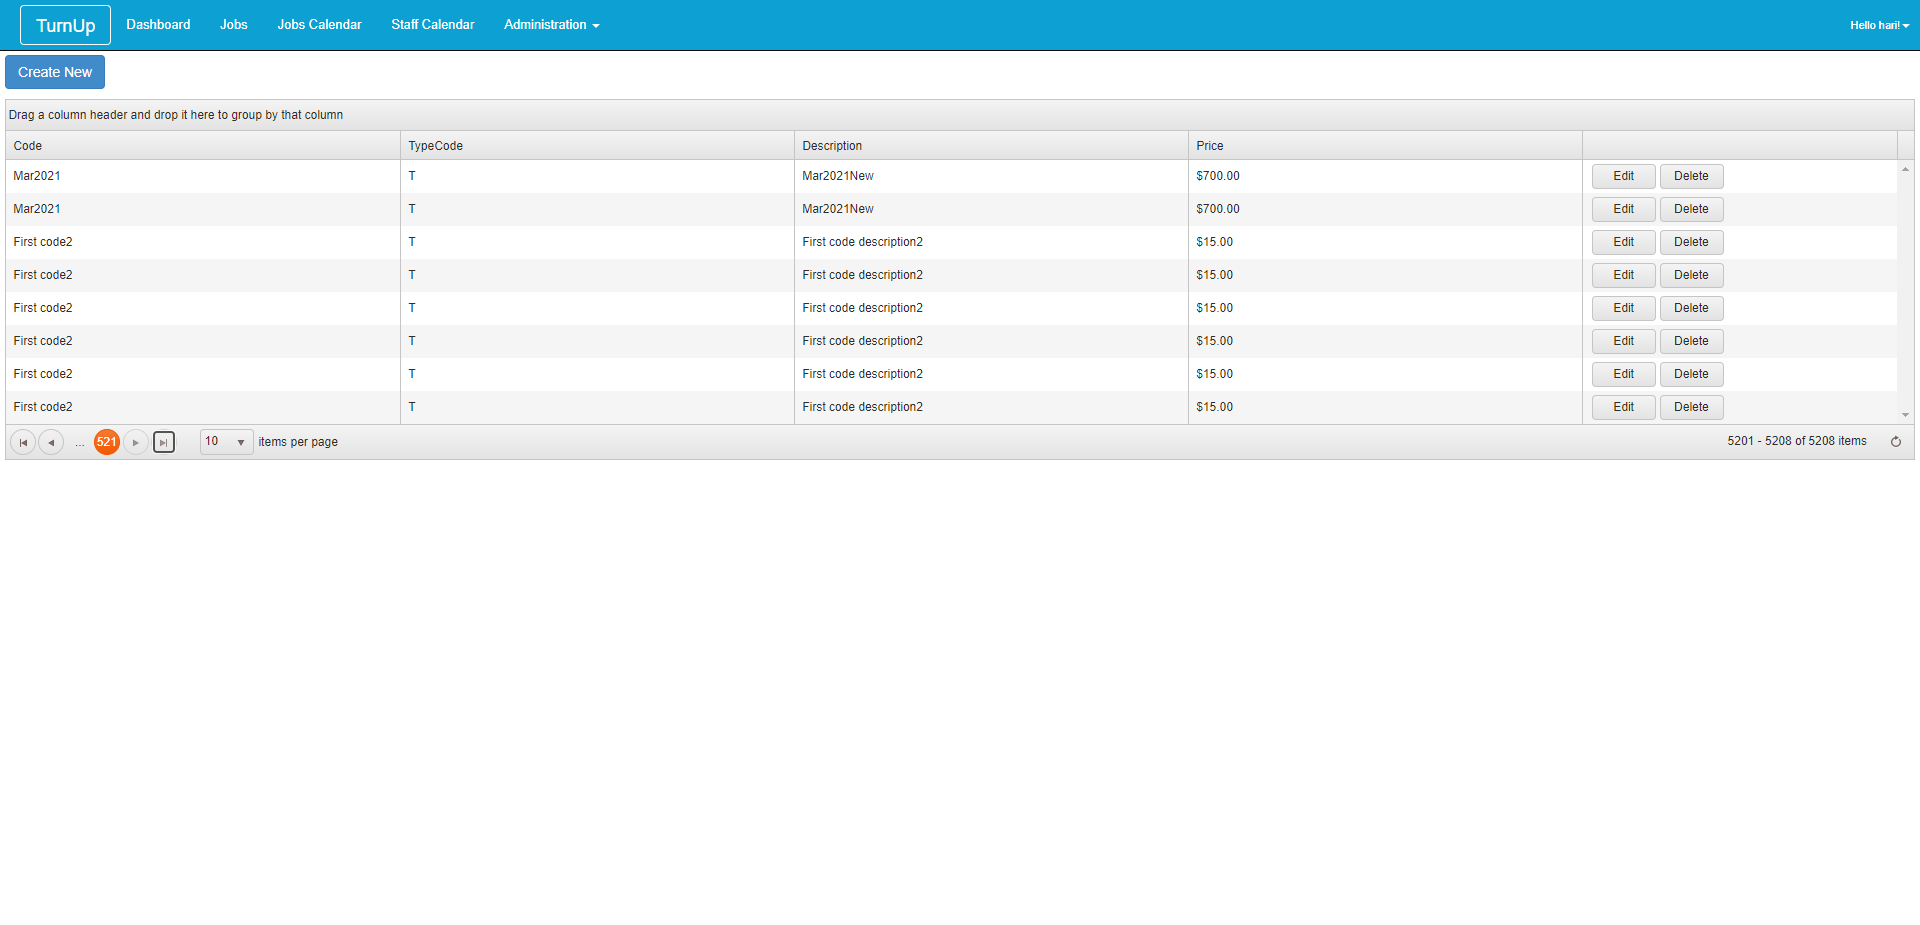 TurnUp Dashboard Jobs Jobs Calendar Staff Calendar Administration Hello hari!
Create New
Drag a column header and drop it here to group by that column
Code TypeCode Description Price
Mar2021 T Mar2021New $700.00 Edit Delete
Mar2021 T Mar2021New $700.00 Edit Delete
First code2 T First code description2 $15.00 Edit Delete
First code2 T First code description2 $15.00 Edit Delete
First code2 T First code description2 $15.00 Edit Delete
First code2 T First code description2 $15.00 Edit Delete
First code2 T First code description2 $15.00 Edit Delete
First code2 T First code description2 $15.00 Edit Delete
... 521 10 items per page 5201 - 5208 of 5208 items